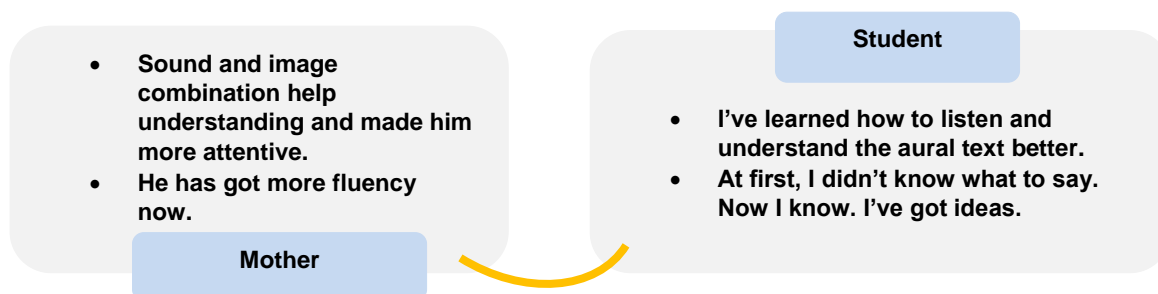 • Sound and image
combination help
understanding and made him
more attentive.
• He has got more fluency
now.
Mother
Student
• I’ve learned how to listen and
understand the aural text better.
• At first, I didn’t know what to say.
Now I know. I’ve got ideas.